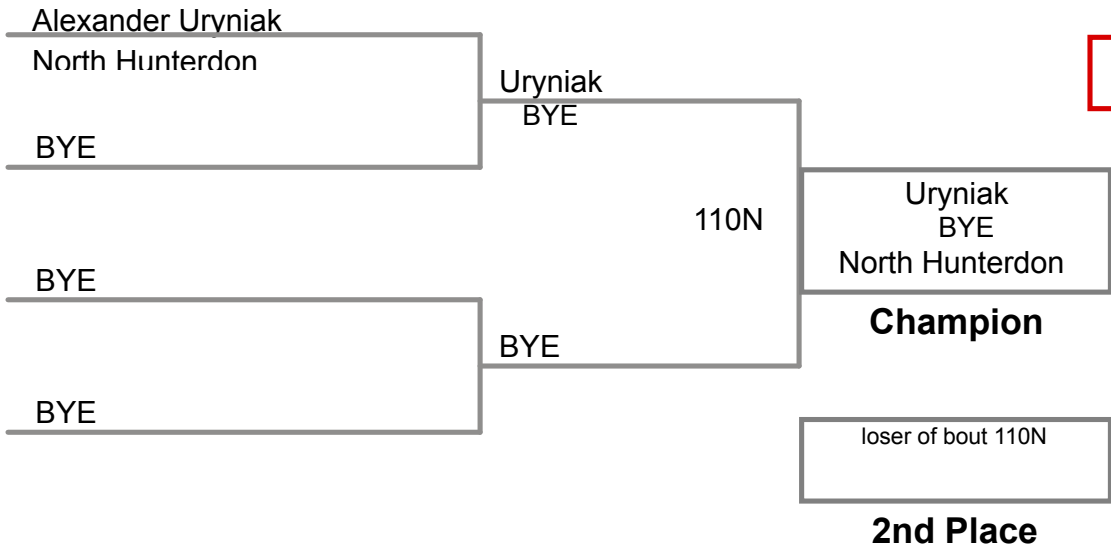 Alexander Uryniak
North Hunterdon
Uryniak
BYE
BYE
110N
Uryniak
BYE
North Hunterdon
Champion
BYE
BYE
BYE
loser of bout 110N
2nd Place